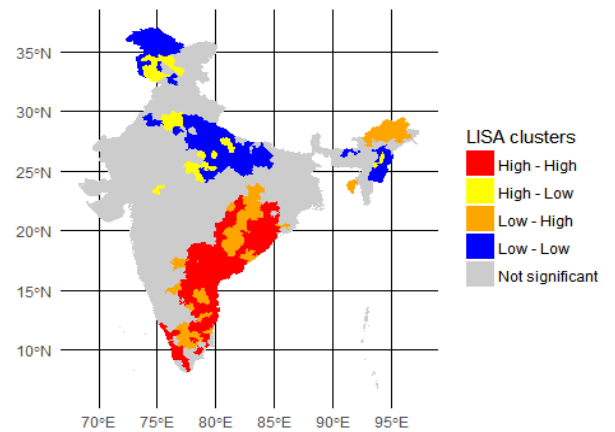 35°N
30°N
25°N
20°N
15°N
10°N
70°E 75°E 80°E 85°E 90°E 95°E
LISA clusters
High - High
High - Low
Low - High
Low - Low
Not significant